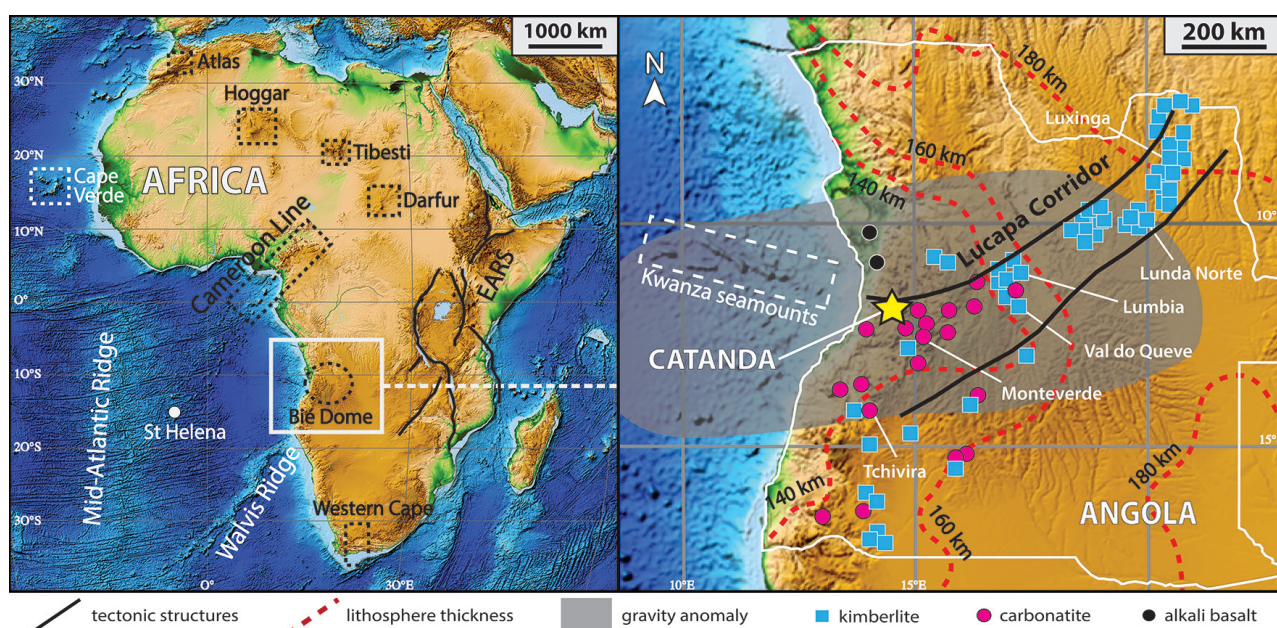 1000 km
Atlas
30°N
Hoggar
20°N
Tibesti
Cape
Verde
AFRICA
Darfur
10°N
Cameroon Line
EARS
0°
Mid-Atlantic Ridge
10°S
Bié Dome
St Helena
20°S
Walvis Ridge
Western Cape
30°S
0°
30°E
200 km
N
180 km
Luxinga
160 km
140 km
Lucapa Corridor
10°
Kwanza seamounts
Lunda Norte
Lumbia
CATANDA
Val do Queve
Monteverde
15°
Tchivira
180 km
140 km
160 km
ANGOLA
10°E
15°E
tectonic structures
lithosphere thickness
gravity anomaly
kimberlite
carbonatite
alkali basalt